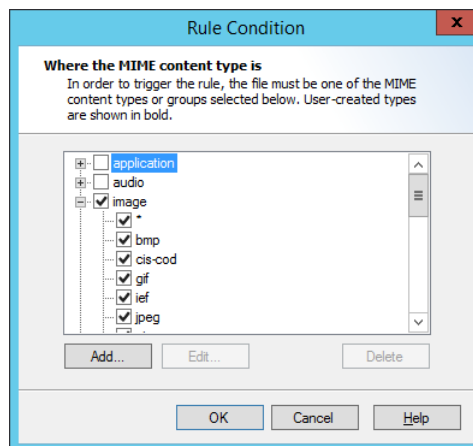 Rule Condition
x
Where the MIME content type is
In order to trigger the rule, the file must be one of the MIME
content types or groups selected below. User-created types
are shown in bold.
application
audio
image
*
bmp
cis-cod
gif
ief
jpeg
Add...
Edit...
Delete
OK
Cancel
Help